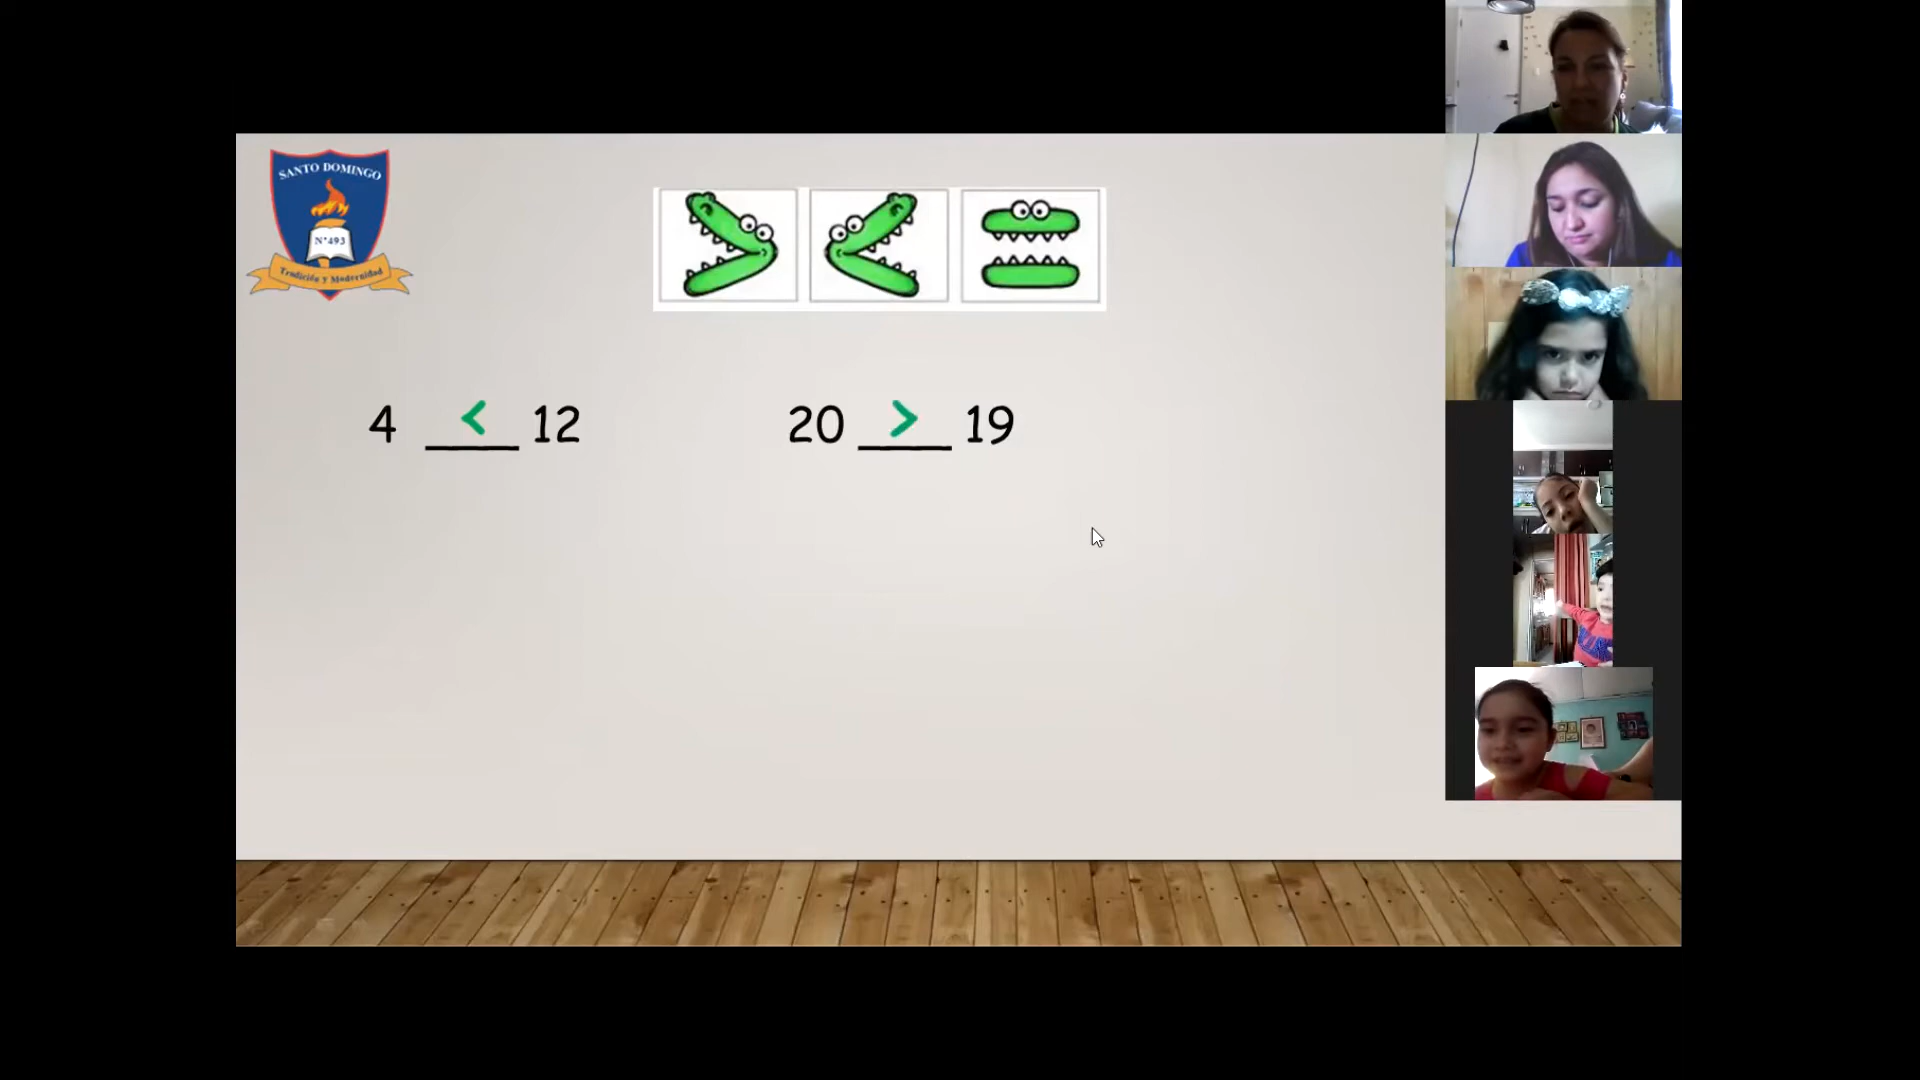 SANTO DOMINGO
N°493
Tradición y Modernidad
4 < 12
20 > 19